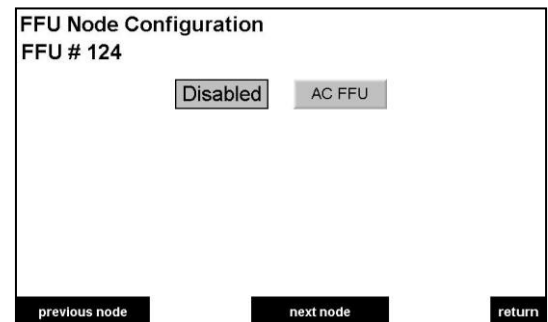 FFU Node Configuration
FFU # 124
Disabled AC FFU
previous node next node return